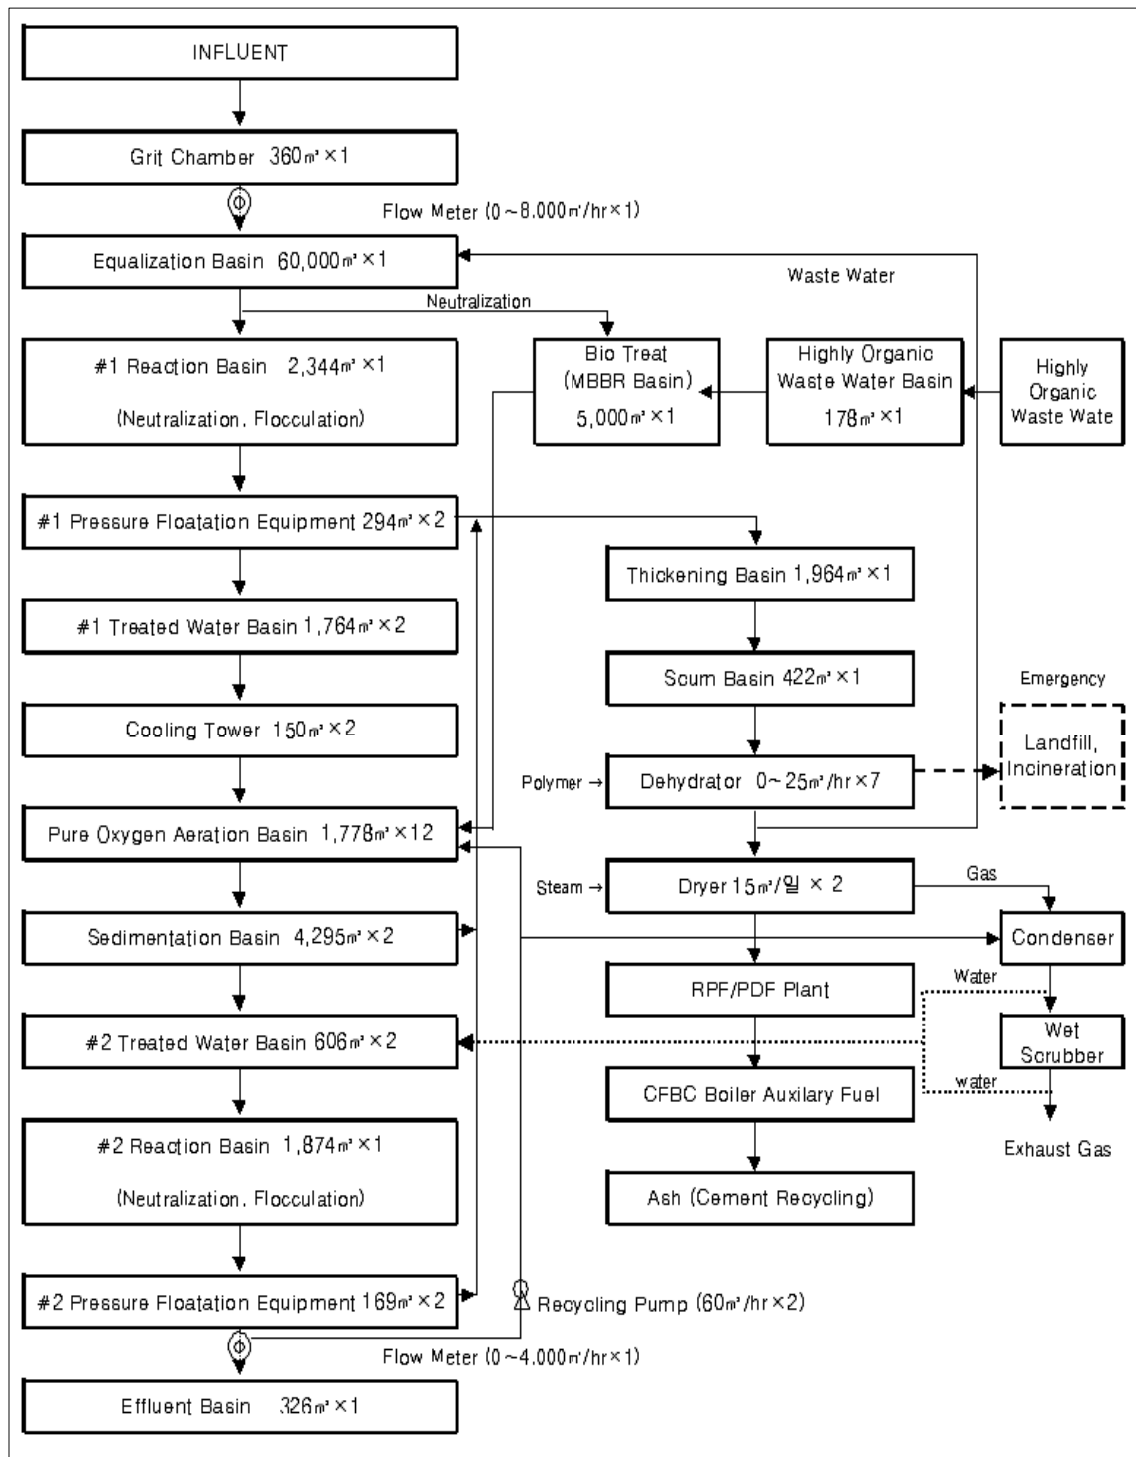 INFLUENT
Grit Chamber 360㎥×1
Flow Meter (0~8.000㎥/hr×1)
Equalization Basin 60,000㎥×1
Waste Water
Neutralization
#1 Reaction Basin 2,344㎥×1
(Neutralization. Flocculation)
Bio Treat
(MBBR Basin)
5,000㎥×1
Highly Organic
Waste Water Basin
178㎥×1
Highly
Organic
Waste Wate
#1 Pressure Floatation Equipment 294㎥×2
Thickening Basin 1,964㎥×1
#1 Treated Water Basin 1,764㎥×2
Scum Basin 422㎥×1
Emergency
Cooling Tower 150㎥×2
Landfill,
Incineration
Polymer →
Dehydrator 0~25㎥/hr×7
Pure Oxygen Aeration Basin 1,778㎥×12
Steam →
Dryer 15㎥/일 × 2
Gas
Sedimentation Basin 4,295㎥×2
Condenser
RPF/PDF Plant
Water
#2 Treated Water Basin 606㎥×2
Wet
Scrubber
CFBC Boiler Auxilary Fuel
water
#2 Reaction Basin 1,874㎥×1
(Neutralization. Flocculation)
Exhaust Gas
Ash (Cement Recycling)
#2 Pressure Floatation Equipment 169㎥×2
Recycling Pump (60㎥/hr×2)
Flow Meter (0~4.000㎥/hr×1)
Effluent Basin 326㎥×1